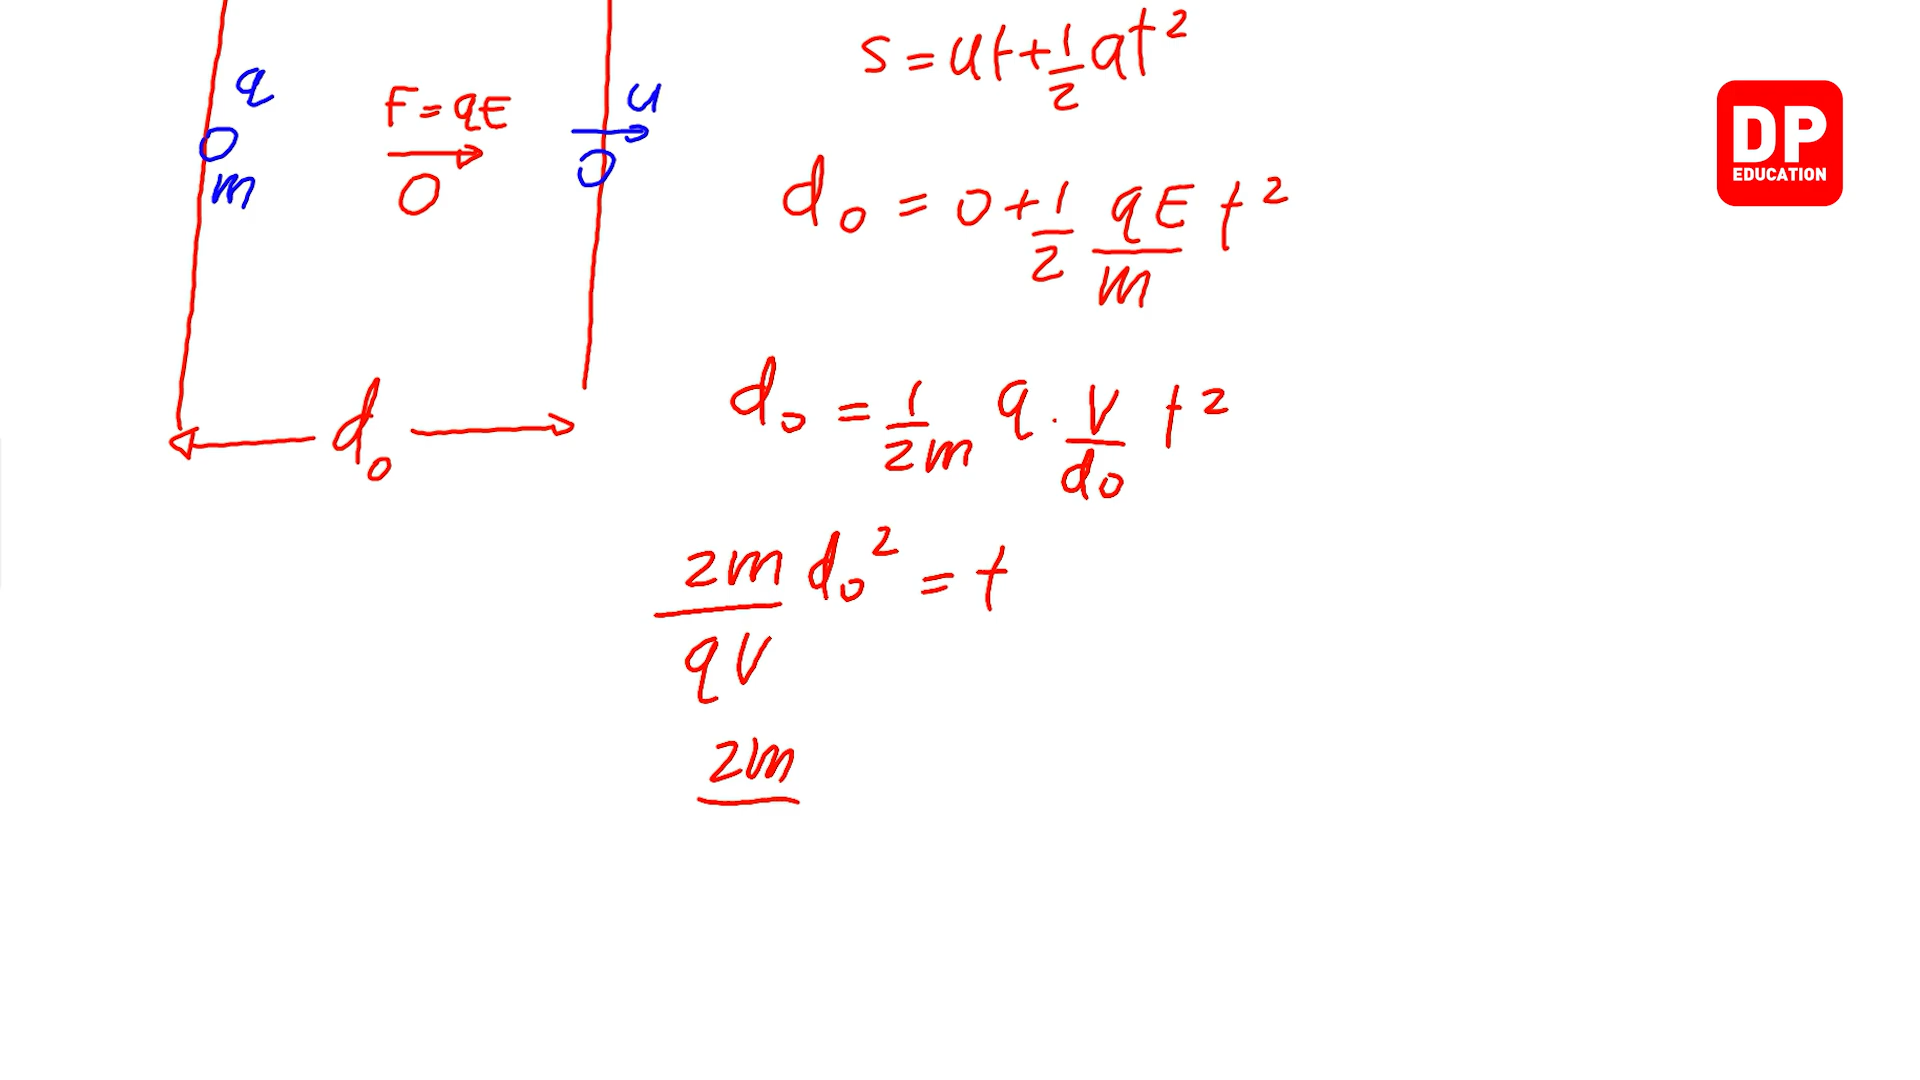 q
m
F = qE
u
d₀
s = ut + 1/2 at²
d₀ = 0 + 1/2 qE/m t²
d₀ = 1/2m q . V/d₀ t²
2m/qV d₀² = t
2m
DP
EDUCATION